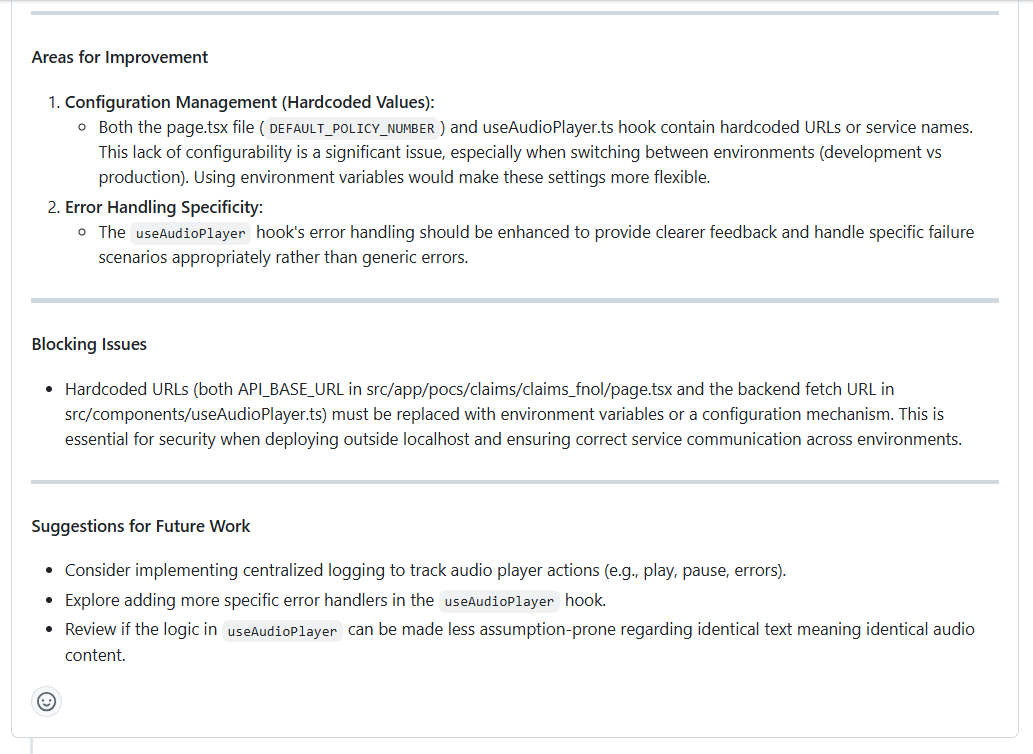 Areas for Improvement
1. Configuration Management (Hardcoded Values):
Both the page.tsx file ( DEFAULT_POLICY_NUMBER ) and useAudioPlayer.ts hook contain hardcoded URLs or service names.
This lack of configurability is a significant issue, especially when switching between environments (development vs
production). Using environment variables would make these settings more flexible.
2. Error Handling Specificity:
The useAudioPlayer hook's error handling should be enhanced to provide clearer feedback and handle specific failure
scenarios appropriately rather than generic errors.
Blocking Issues
Hardcoded URLs (both API_BASE_URL in src/app/pocs/claims/claims_fnol/page.tsx and the backend fetch URL in
src/components/useAudioPlayer.ts) must be replaced with environment variables or a configuration mechanism. This is
essential for security when deploying outside localhost and ensuring correct service communication across environments.
Suggestions for Future Work
Consider implementing centralized logging to track audio player actions (e.g., play, pause, errors).
Explore adding more specific error handlers in the useAudioPlayer hook.
Review if the logic in useAudioPlayer can be made less assumption-prone regarding identical text meaning identical audio
content.